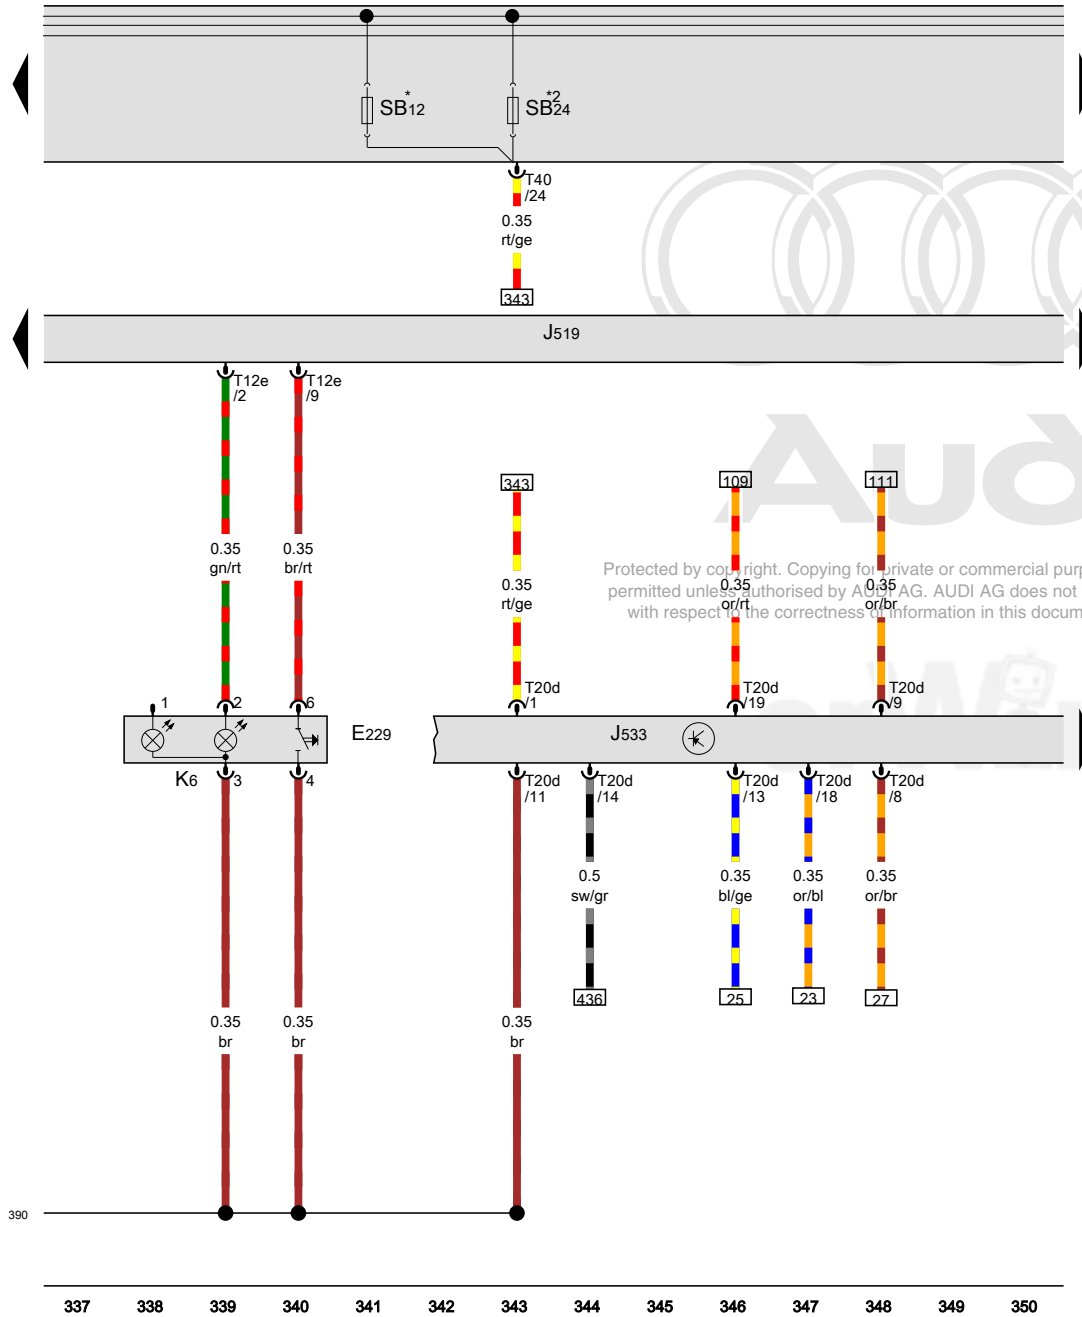 SB12 *
SB24 *2
T40
/24
0.35
rt/ge
343
J519
T12e
/2
T12e
/9
Audi
343
109
111
0.35
gn/rt
0.35
br/rt
Protected by copyright. Copying for private or commercial purp
permitted unless authorised by AUDI AG. AUDI AG does not
with respect to the correctness of information in this docum
0.35
rt/ge
0.35
or/rt
0.35
or/br
1
2
6
T20d
/1
T20d
/19
T20d
/9
E229
J533
K6
3
4
T20d
/11
T20d
/14
T20d
/13
T20d
/18
T20d
/8
0.5
sw/gr
0.35
bl/ge
0.35
or/bl
0.35
or/br
436
25
23
27
0.35
br
0.35
br
0.35
br
390
337 338 339 340 341 342 343 344 345 346 347 348 349 350